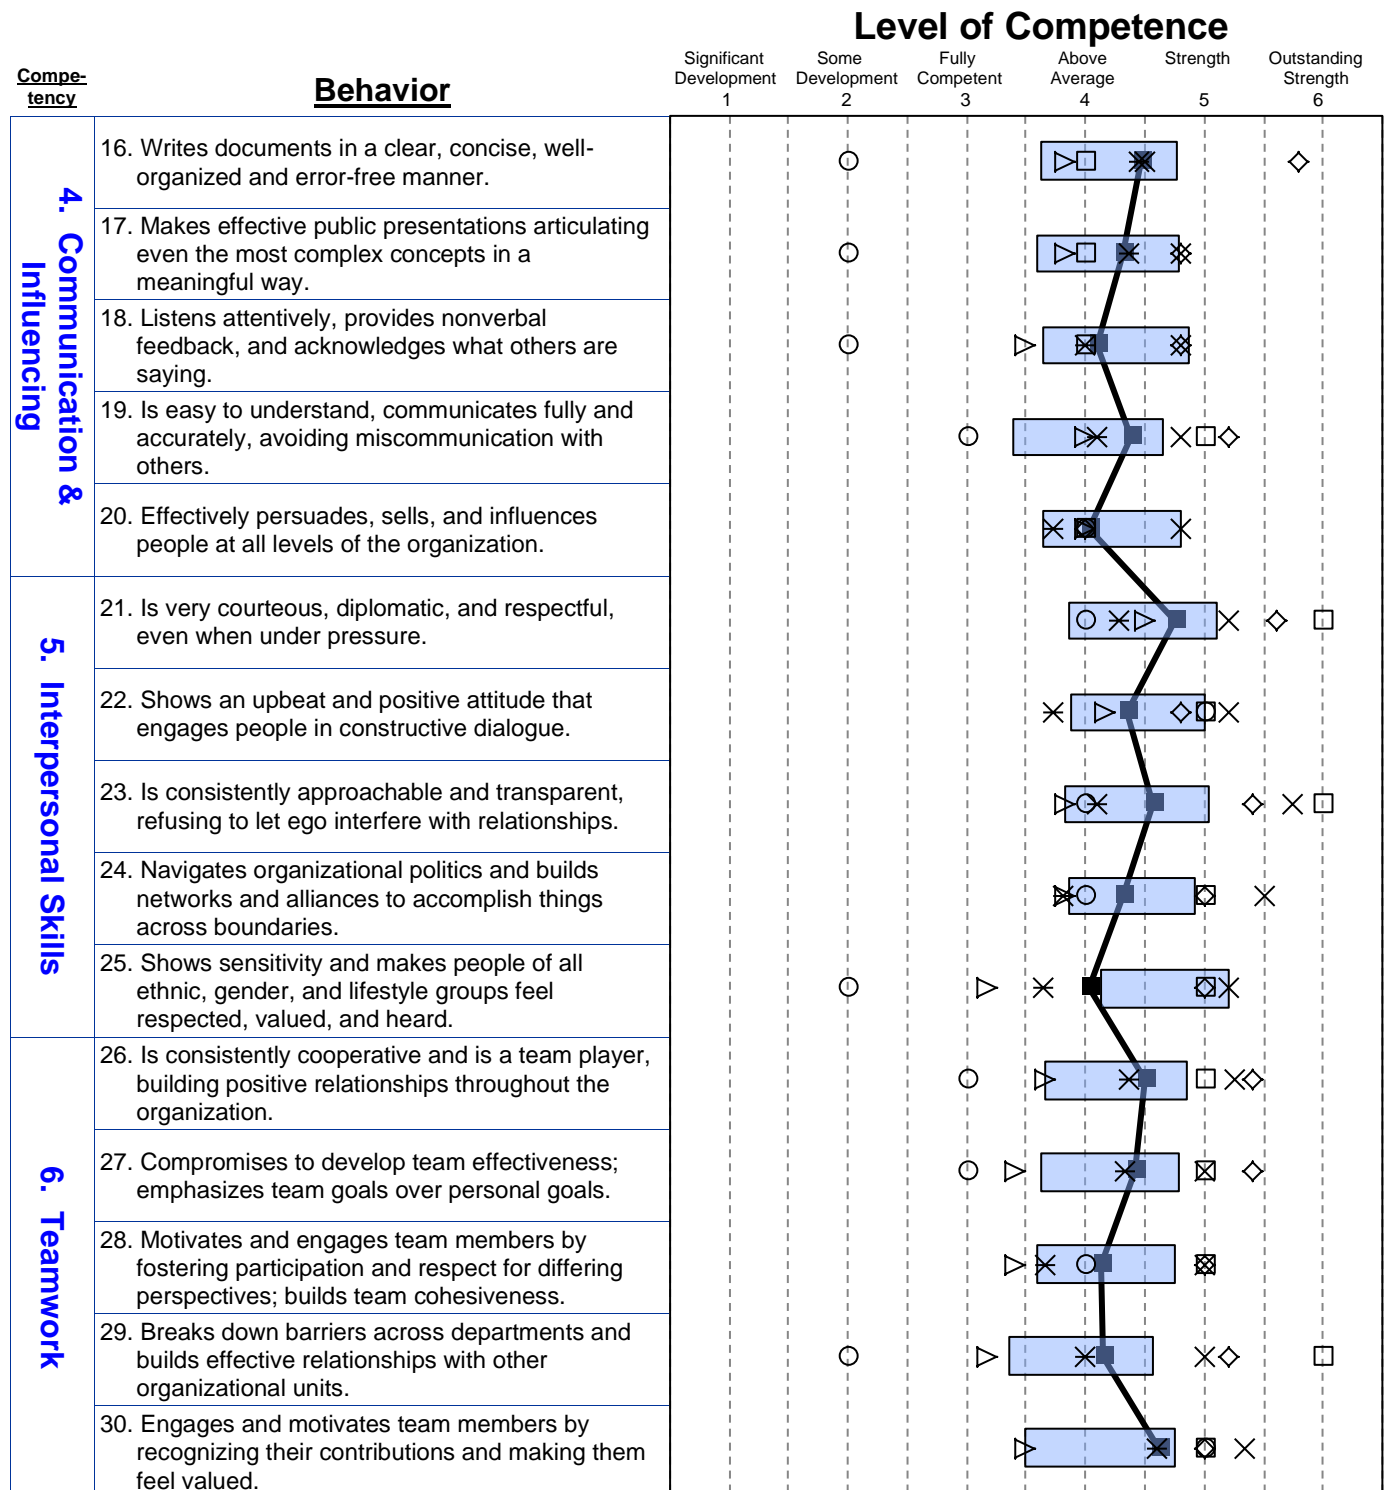 Level of Competence
Compe-
tency
Behavior
Significant
Development
1
Some
Development
2
Fully
Competent
3
Above
Average
4
Strength
5
Outstanding
Strength
6
4. Communication &
Influencing
16. Writes documents in a clear, concise, well-
organized and error-free manner.
17. Makes effective public presentations articulating
even the most complex concepts in a
meaningful way.
18. Listens attentively, provides nonverbal
feedback, and acknowledges what others are
saying.
19. Is easy to understand, communicates fully and
accurately, avoiding miscommunication with
others.
20. Effectively persuades, sells, and influences
people at all levels of the organization.
5. Interpersonal Skills
21. Is very courteous, diplomatic, and respectful,
even when under pressure.
22. Shows an upbeat and positive attitude that
engages people in constructive dialogue.
23. Is consistently approachable and transparent,
refusing to let ego interfere with relationships.
24. Navigates organizational politics and builds
networks and alliances to accomplish things
across boundaries.
25. Shows sensitivity and makes people of all
ethnic, gender, and lifestyle groups feel
respected, valued, and heard.
6. Teamwork
26. Is consistently cooperative and is a team player,
building positive relationships throughout the
organization.
27. Compromises to develop team effectiveness;
emphasizes team goals over personal goals.
28. Motivates and engages team members by
fostering participation and respect for differing
perspectives; builds team cohesiveness.
29. Breaks down barriers across departments and
builds effective relationships with other
organizational units.
30. Engages and motivates team members by
recognizing their contributions and making them
feel valued.